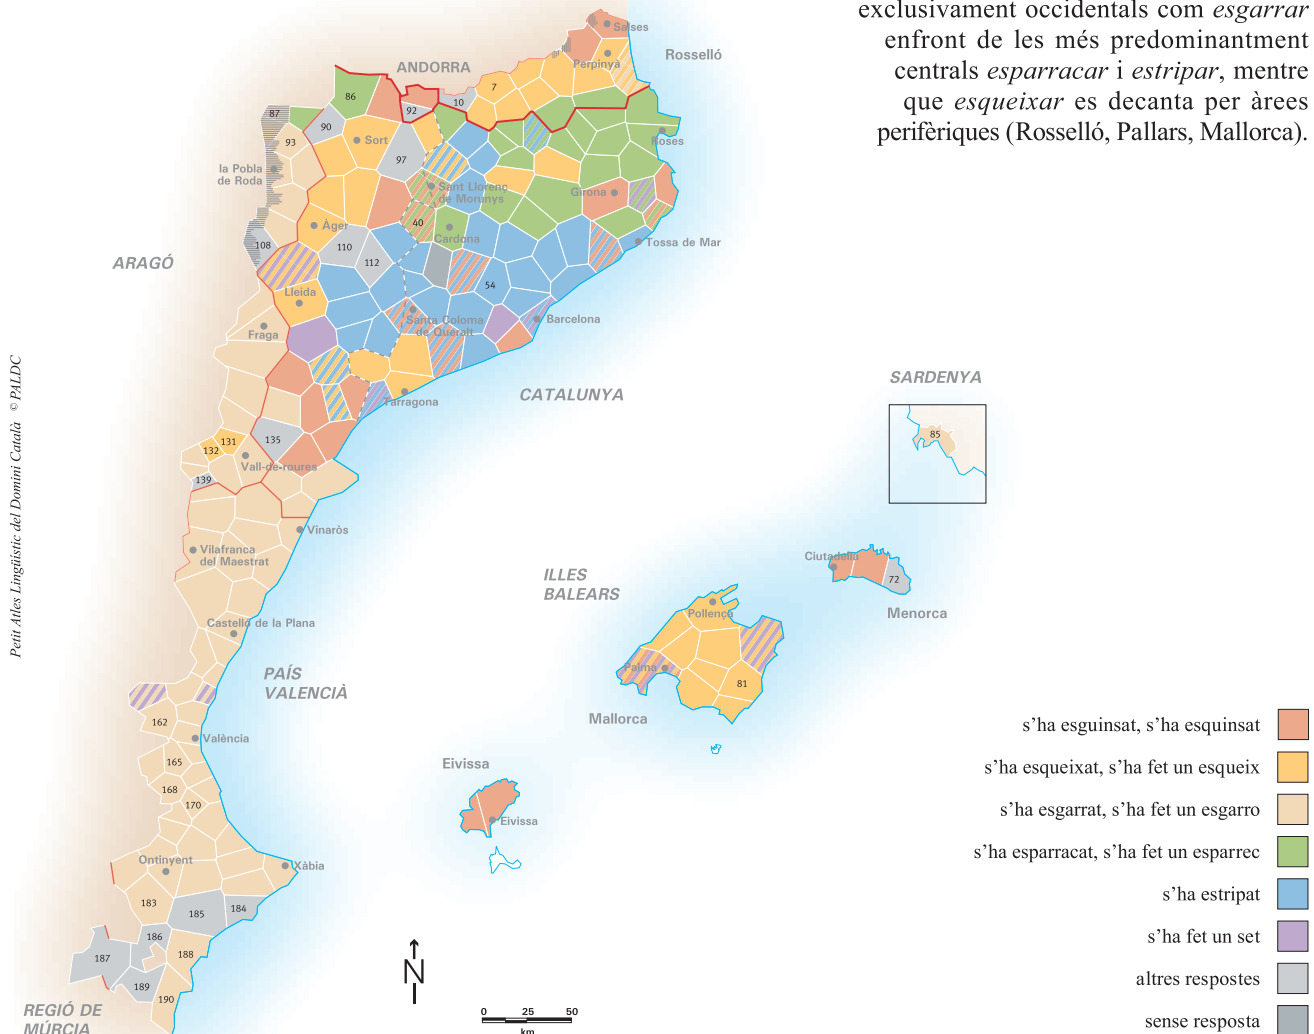 exclusivament occidentals com esgarrar
enfront de les més predominantment
centrals esparracar i estripar, mentre
que esqueixar es decanta per àrees
perifèriques (Rosselló, Pallars, Mallorca).
Salses
Rosselló
Perpinyà
ANDORRA
7
86
10
92
87
90
93
Sort
97
Roses
la Pobla
de Roda
Sant Llorenç
de Morunys
Girona
40
Àger
Cardona
108
110
112
Tossa de Mar
ARAGÓ
54
Lleida
Santa Coloma
de Queralt
Barcelona
Fraga
CATALUNYA
Tarragona
SARDENYA
85
131
132
135
Vall-de-roures
139
Vinaròs
Vilafranca
del Maestrat
Petit Atles Lingüístic del Domini Català © PALDC
Ciutadella
72
Menorca
ILLES
BALEARS
Pollença
Castelló de la Plana
Palma
81
PAÍS
VALENCIÀ
Mallorca
162
València
165
168
170
Eivissa
Eivissa
Ontinyent
Xàbia
183
184
185
186
187
188
189
190
REGIÓ DE
MÚRCIA
N
0 25 50
km
s’ha esguinsat, s’ha esquinsat
s’ha esqueixat, s’ha fet un esqueix
s’ha esgarrat, s’ha fet un esgarro
s’ha esparracat, s’ha fet un esparrec
s’ha estripat
s’ha fet un set
altres respostes
sense resposta